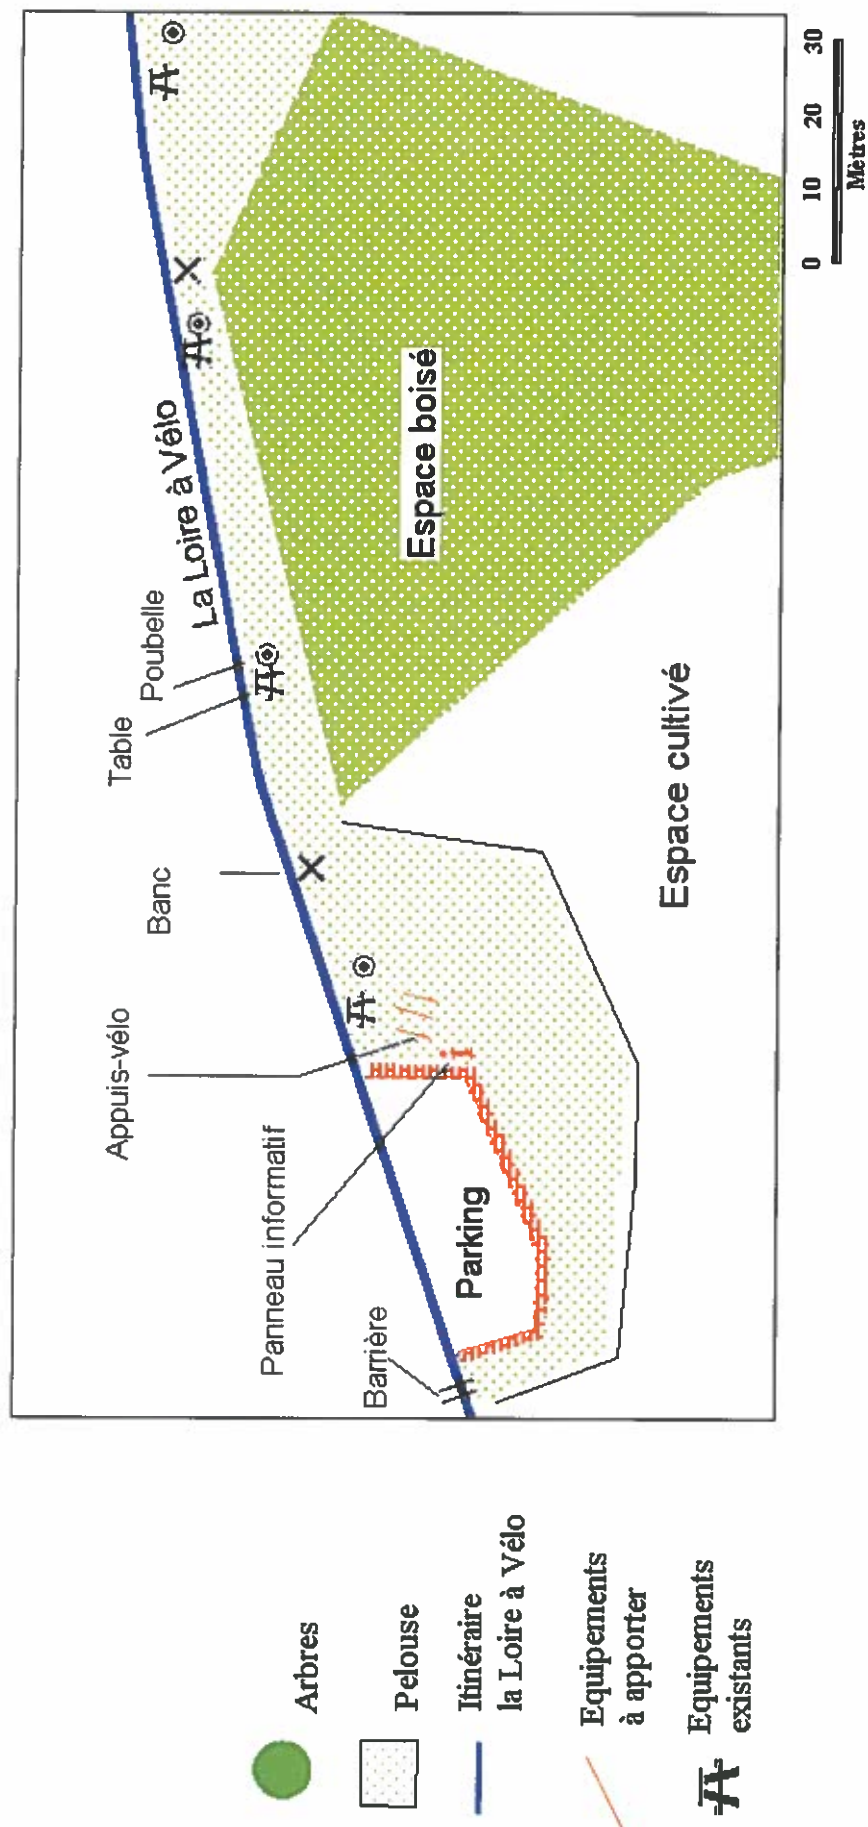 La Loire à Vélo
Poubelle
Table
Banc
Appuis-vélo
Panneau informatif
Barrière
Parking
i
Espace boisé
Espace cultivé
0 10 20 30
Mètres
Arbres
Pelouse
Itinéraire
la Loire à Vélo
Equipements
à apporter
Equipements
existants